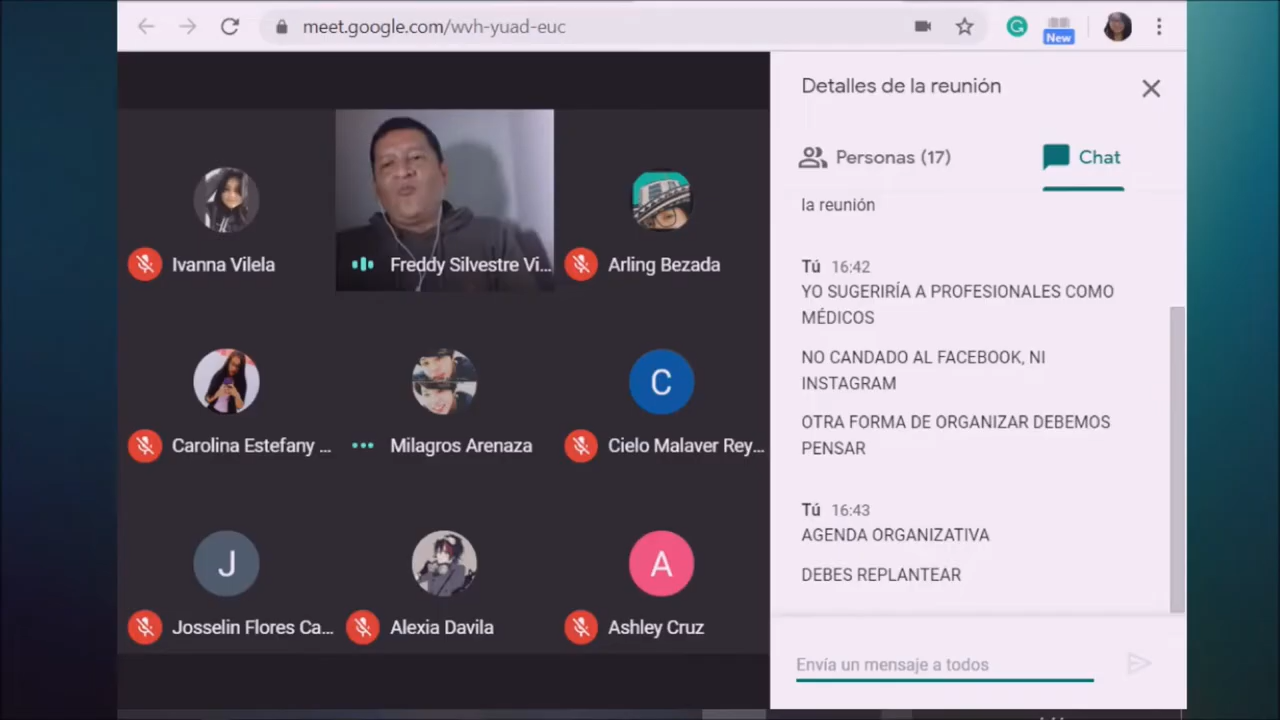 meet.google.com/wvh-yuad-euc
New
Detalles de la reunión
Personas (17)
Chat
la reunión
Ivanna Vilela
Freddy Silvestre Vi...
Arling Bezada
Tú 16:42
YO SUGERIRÍA A PROFESIONALES COMO
MÉDICOS
NO CANDADO AL FACEBOOK, NI
INSTAGRAM
OTRA FORMA DE ORGANIZAR DEBEMOS
PENSAR
Carolina Estefany ...
Milagros Arenaza
C
Cielo Malaver Rey...
Tú 16:43
AGENDA ORGANIZATIVA
DEBES REPLANTEAR
J
Josselin Flores Ca...
Alexia Davila
A
Ashley Cruz
Envía un mensaje a todos